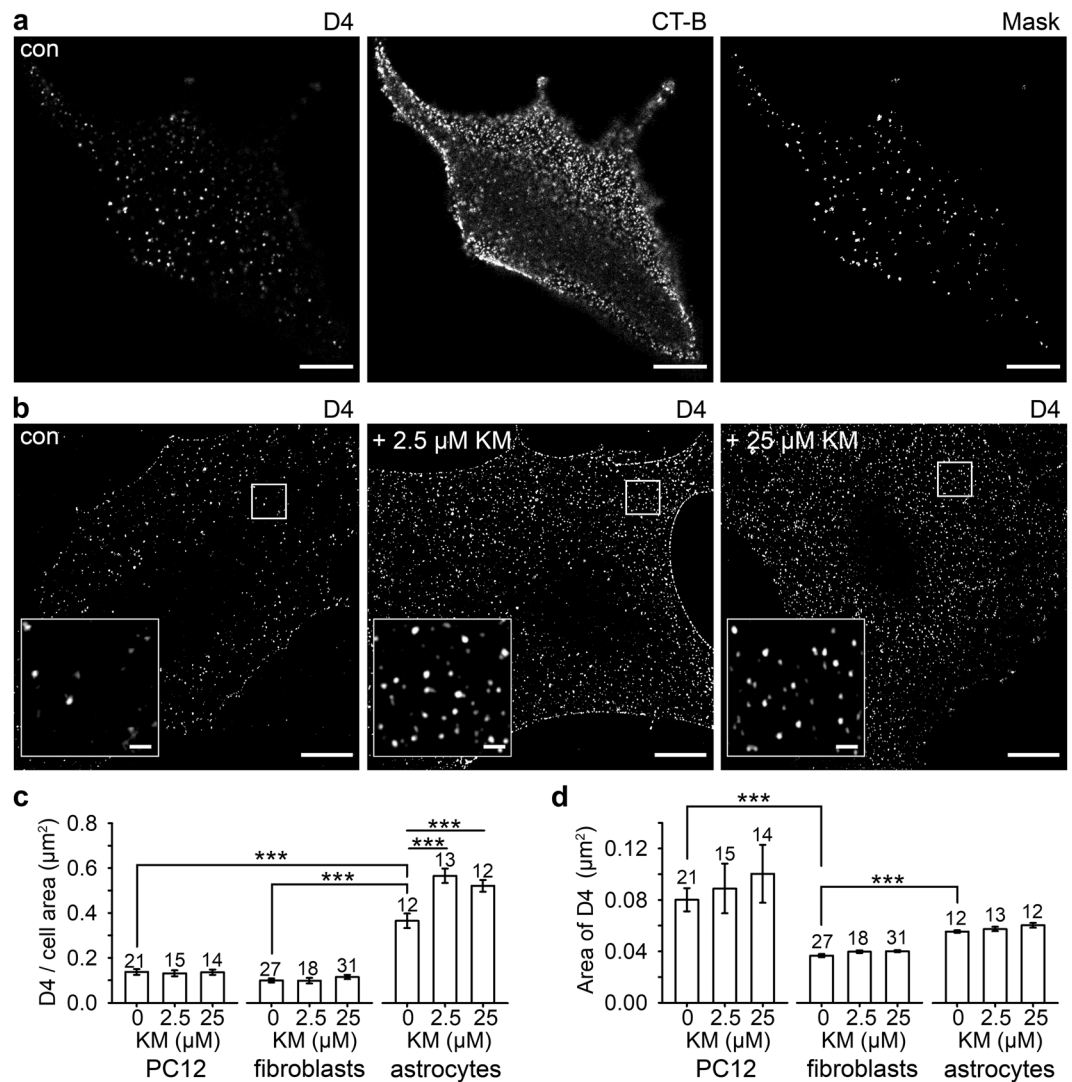 a
D4
CT-B
Mask
con
b
D4
D4
D4
con
+ 2.5 µM KM
+ 25 µM KM
c
D4 / cell area (µm²)
0.8
0.6
0.4
0.2
0.0
***
***
***
***
21
15
14
27
18
31
12
13
12
0 2.5 25 0 2.5 25 0 2.5 25
KM (µM) KM (µM) KM (µM)
PC12 fibroblasts astrocytes
d
Area of D4 (µm²)
0.12
0.08
0.04
0.00
***
***
21
15
14
27
18
31
12
13
12
0 2.5 25 0 2.5 25 0 2.5 25
KM (µM) KM (µM) KM (µM)
PC12 fibroblasts astrocytes